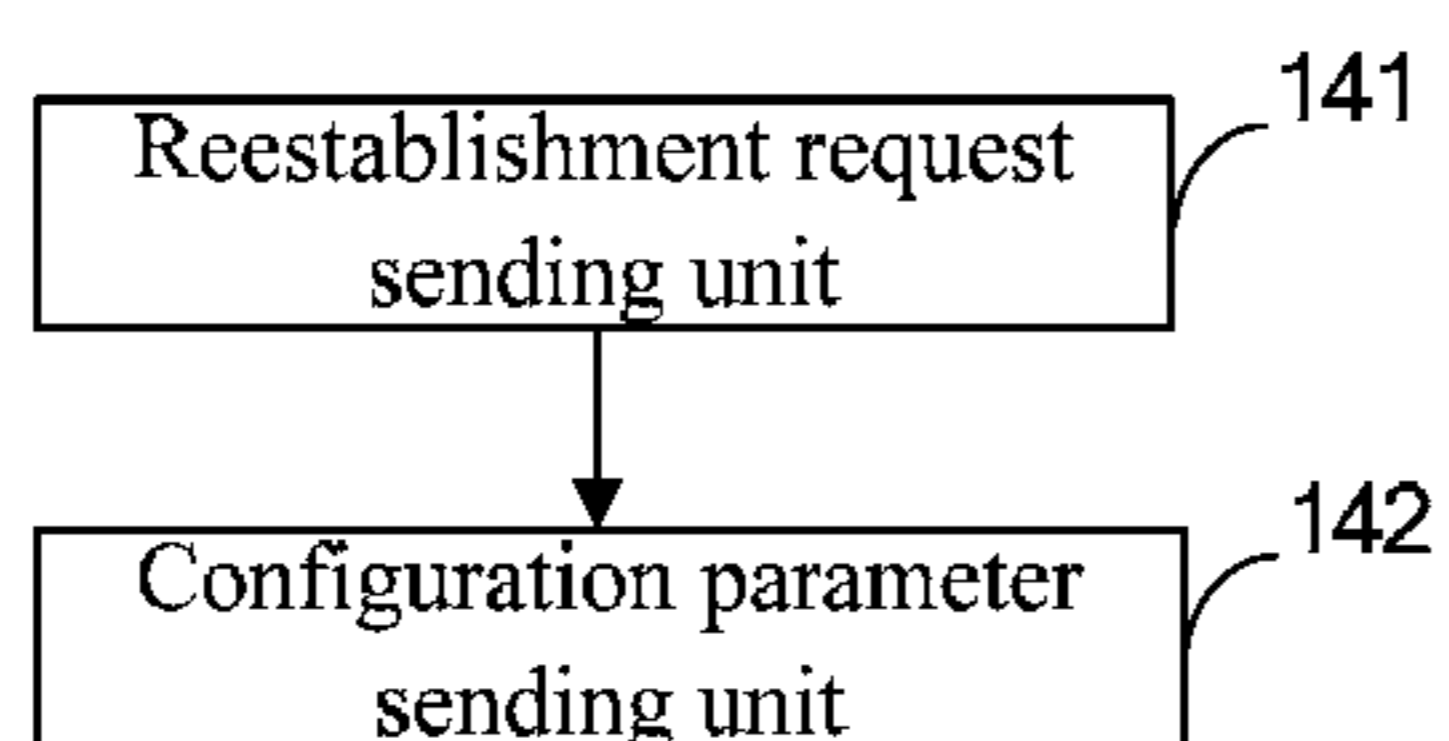 141
Reestablishment request
sending unit
142
Configuration parameter
sending unit